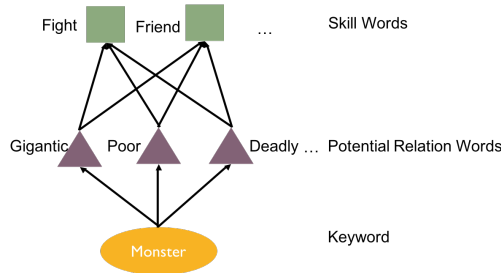 Fight Friend … Skill Words
Gigantic Poor Deadly … Potential Relation Words
Monster Keyword